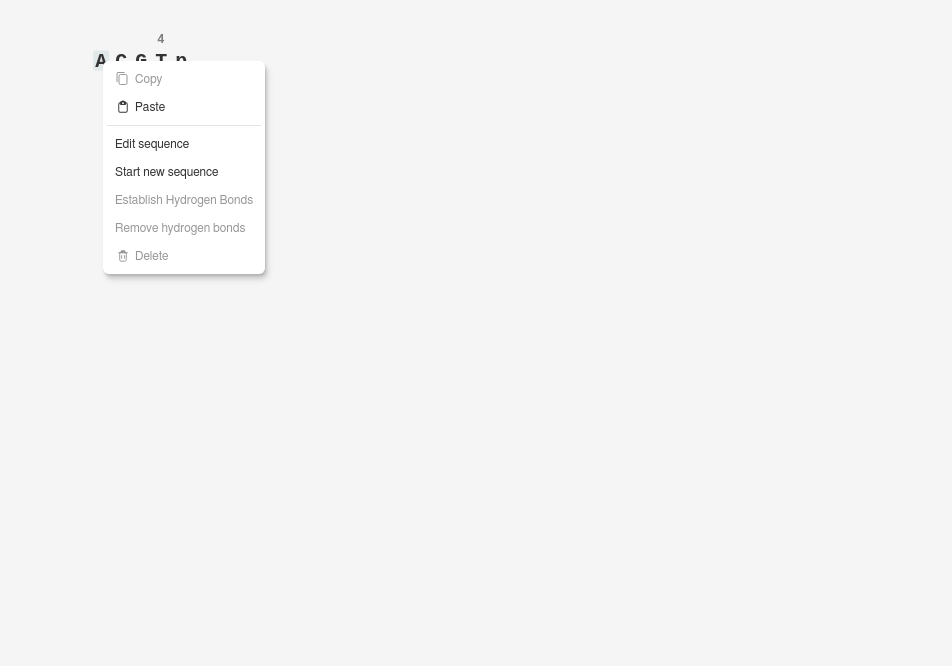 4
A C G T p
Copy
Paste
Edit sequence
Start new sequence
Establish Hydrogen Bonds
Remove hydrogen bonds
Delete